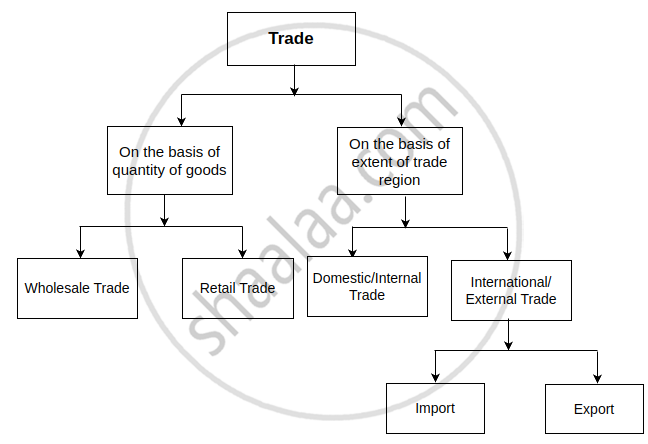 Trade
On the basis of
quantity of goods
On the basis of
extent of trade
region
Wholesale Trade
Retail Trade
Domestic/Internal
Trade
International/
External Trade
Import
Export
shaalaa.com